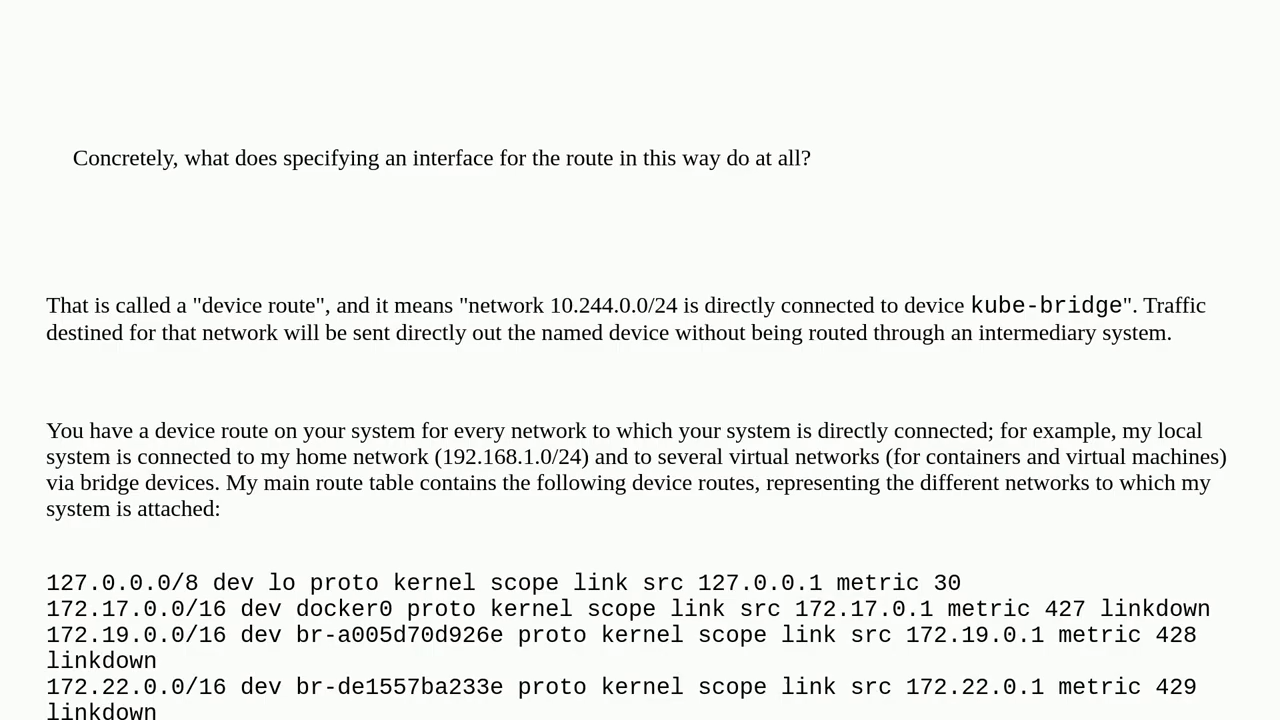 Concretely, what does specifying an interface for the route in this way do at all?
That is called a "device route", and it means "network 10.244.0.0/24 is directly connected to device kube-bridge". Traffic
destined for that network will be sent directly out the named device without being routed through an intermediary system.
You have a device route on your system for every network to which your system is directly connected; for example, my local
system is connected to my home network (192.168.1.0/24) and to several virtual networks (for containers and virtual machines)
via bridge devices. My main route table contains the following device routes, representing the different networks to which my
system is attached:
127.0.0.0/8 dev lo proto kernel scope link src 127.0.0.1 metric 30
172.17.0.0/16 dev docker0 proto kernel scope link src 172.17.0.1 metric 427 linkdown
172.19.0.0/16 dev br-a005d70d926e proto kernel scope link src 172.19.0.1 metric 428
linkdown
172.22.0.0/16 dev br-de1557ba233e proto kernel scope link src 172.22.0.1 metric 429
linkdown